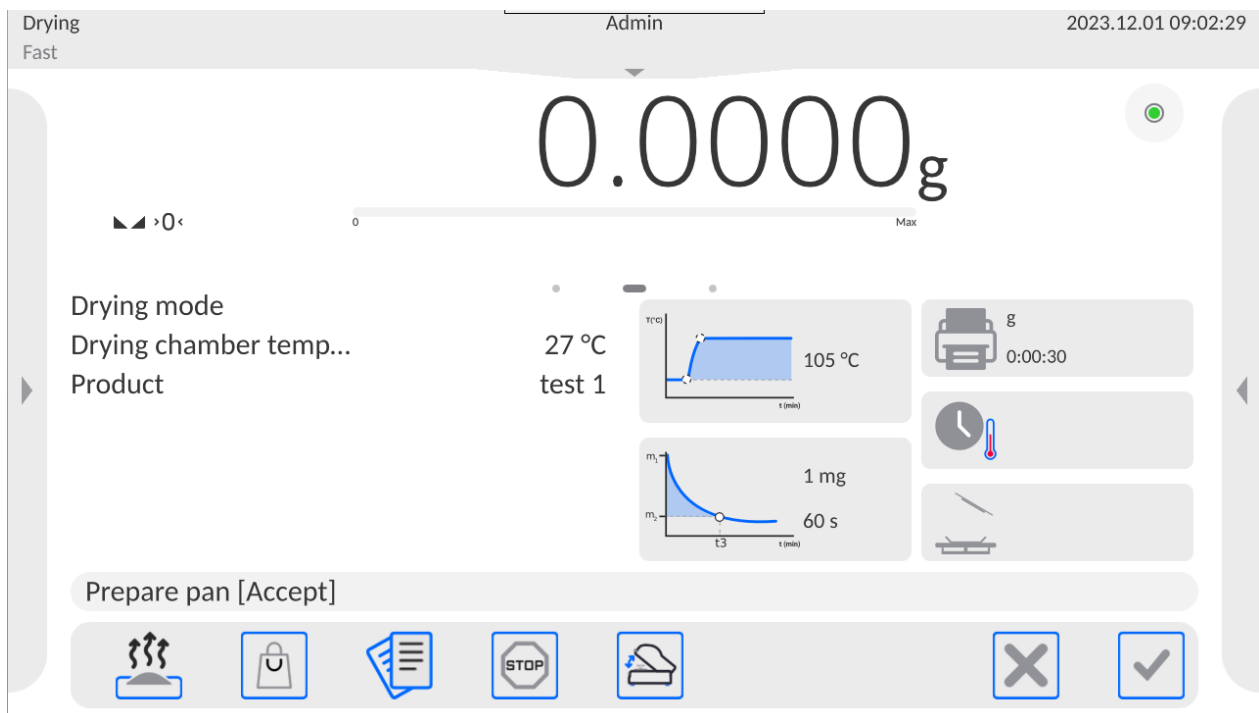 Drying
Admin
2023.12.01 09:02:29
Fast
0.0000g
›0‹
0
Max
Drying mode
Drying chamber temp...
27 °C
Product
test 1
T(°C)
105 °C
t (min)
g
0:00:30
m₁
1 mg
m₂
60 s
t3
t (min)
Prepare pan [Accept]
STOP